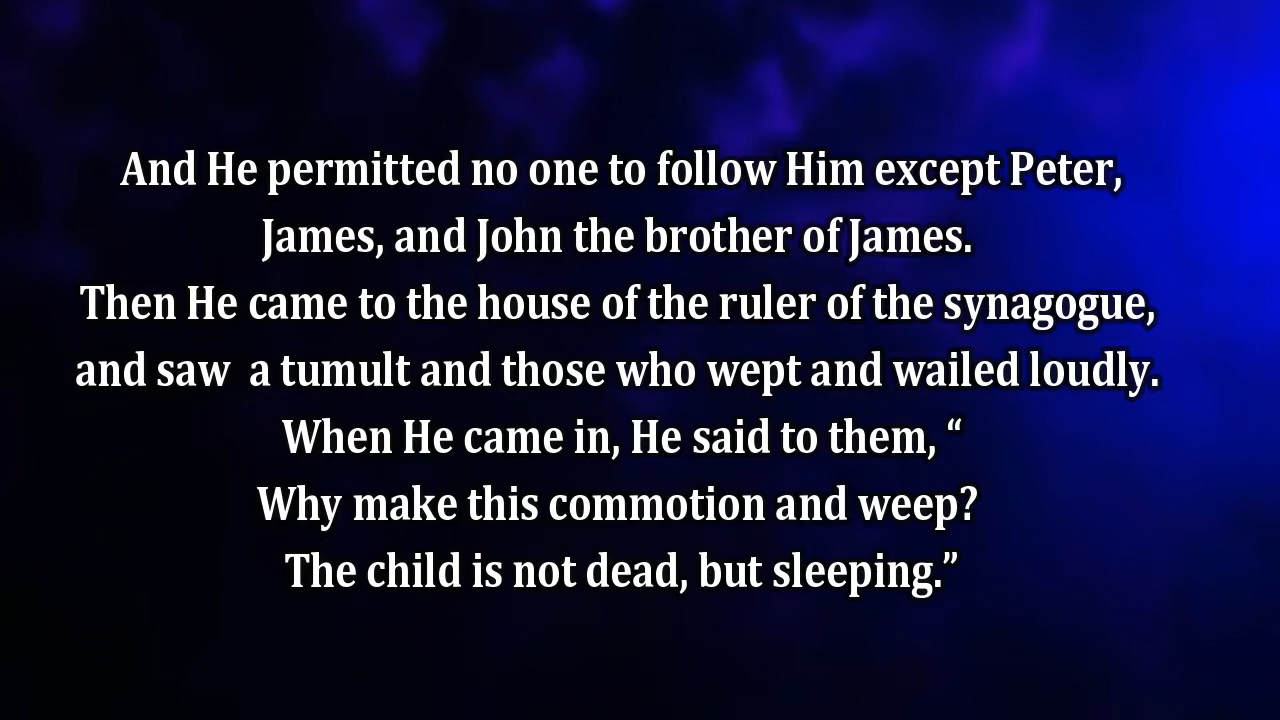 And He permitted no one to follow Him except Peter,
James, and John the brother of James.
Then He came to the house of the ruler of the synagogue,
and saw  a tumult and those who wept and wailed loudly.
When He came in, He said to them, “
Why make this commotion and weep?
The child is not dead, but sleeping.”